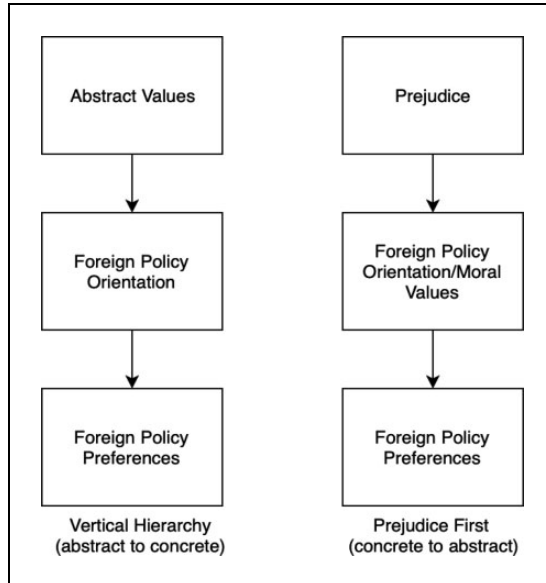 Abstract Values
Foreign Policy
Orientation
Foreign Policy
Preferences
Vertical Hierarchy
(abstract to concrete)
Prejudice
Foreign Policy
Orientation/Moral
Values
Foreign Policy
Preferences
Prejudice First
(concrete to abstract)